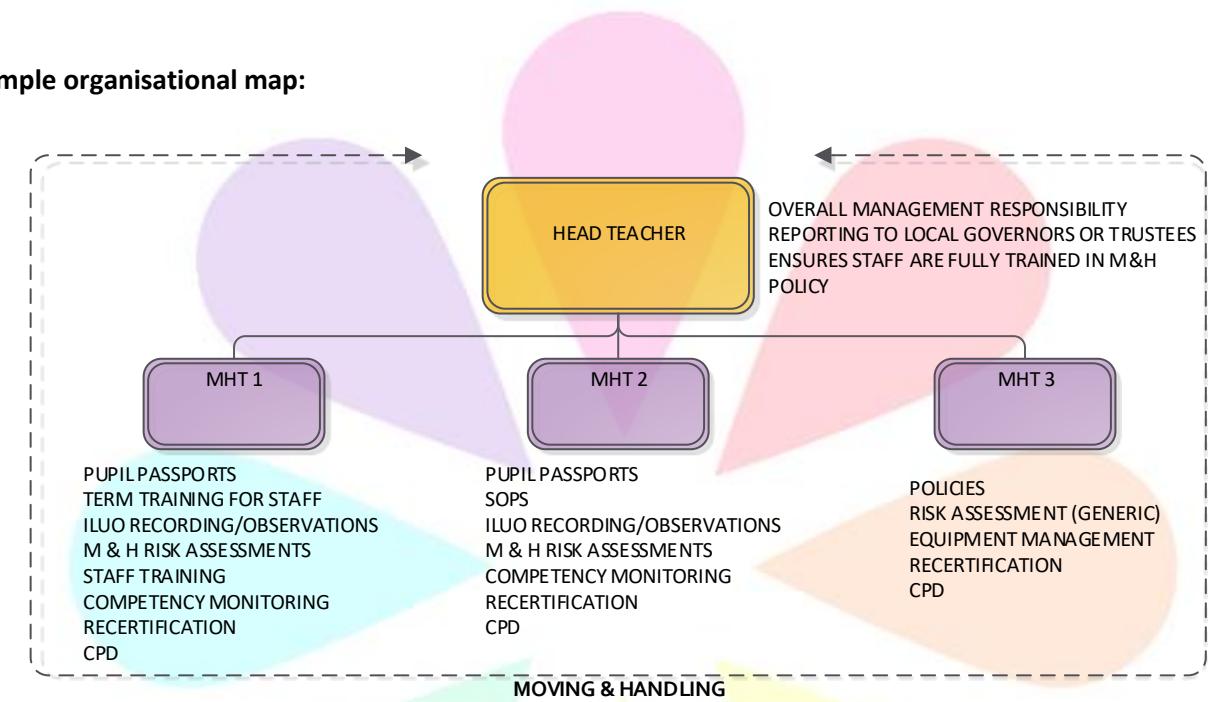 mple organisational map:
HEAD TEACHER
OVERALL MANAGEMENT RESPONSIBILITY
REPORTING TO LOCAL GOVERNORS OR TRUSTEES
ENSURES STAFF ARE FULLY TRAINED IN M&H
POLICY
MHT 1
PUPIL PASSPORTS
TERM TRAINING FOR STAFF
ILUO RECORDING/OBSERVATIONS
M & H RISK ASSESSMENTS
STAFF TRAINING
COMPETENCY MONITORING
RECERTIFICATION
CPD
MHT 2
PUPIL PASSPORTS
SOPS
ILUO RECORDING/OBSERVATIONS
M & H RISK ASSESSMENTS
COMPETENCY MONITORING
RECERTIFICATION
CPD
MHT 3
POLICIES
RISK ASSESSMENT (GENERIC)
EQUIPMENT MANAGEMENT
RECERTIFICATION
CPD
MOVING & HANDLING